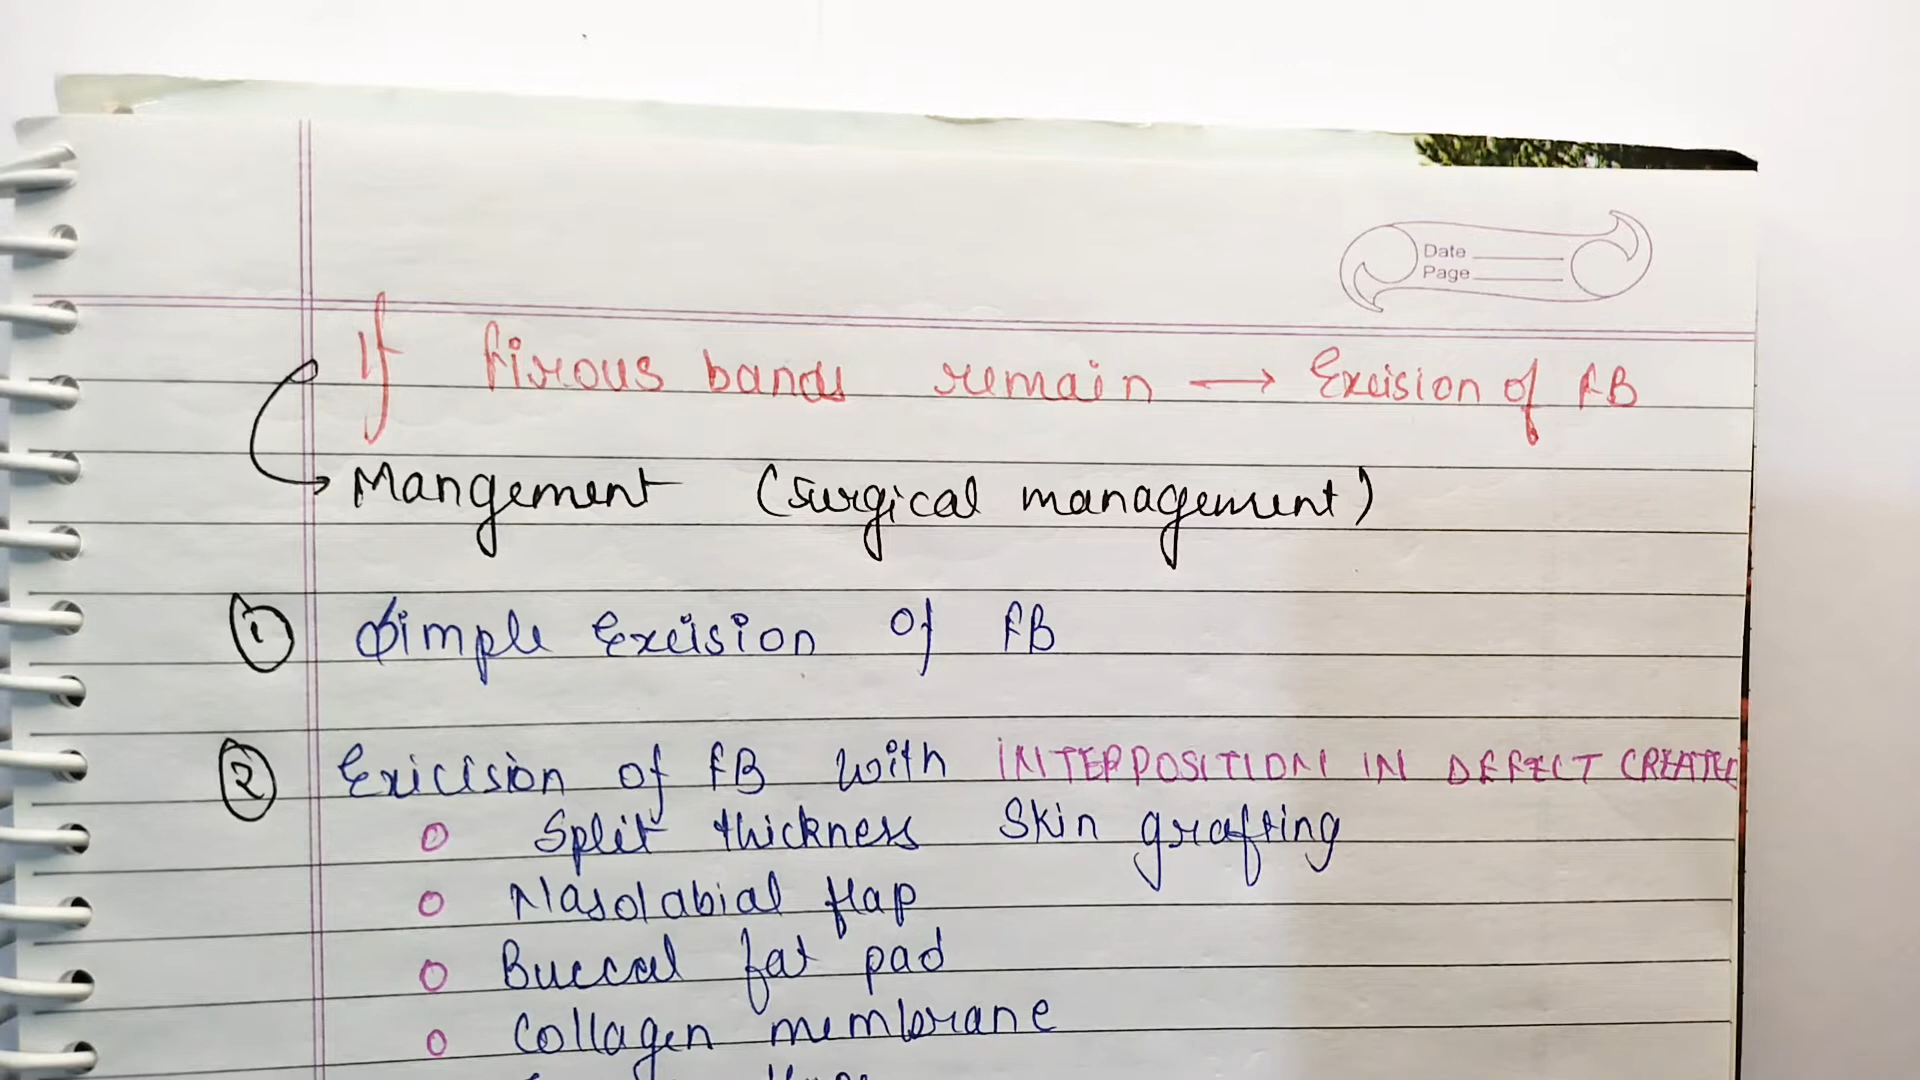 Date
Page
If firous bands remain → Excision of FB
Mangement (surgical management)
1 Simple Excision of FB
2 Exicision of FB with INTERPOSITION IN DEFECT CREATED
o Split thickness Skin grafting
o Nasolabial flap
o Buccal fat pad
o Collagen membrane